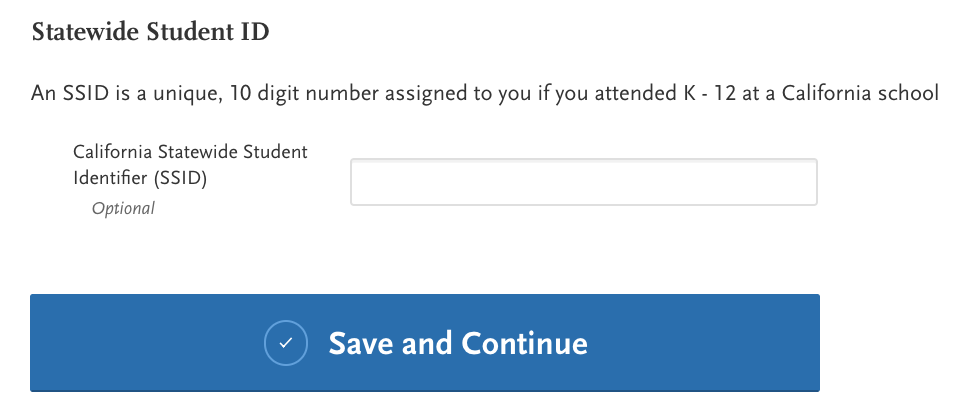 Statewide Student ID
An SSID is a unique, 10 digit number assigned to you if you attended K - 12 at a California school
California Statewide Student
Identifier (SSID)
Optional
Save and Continue